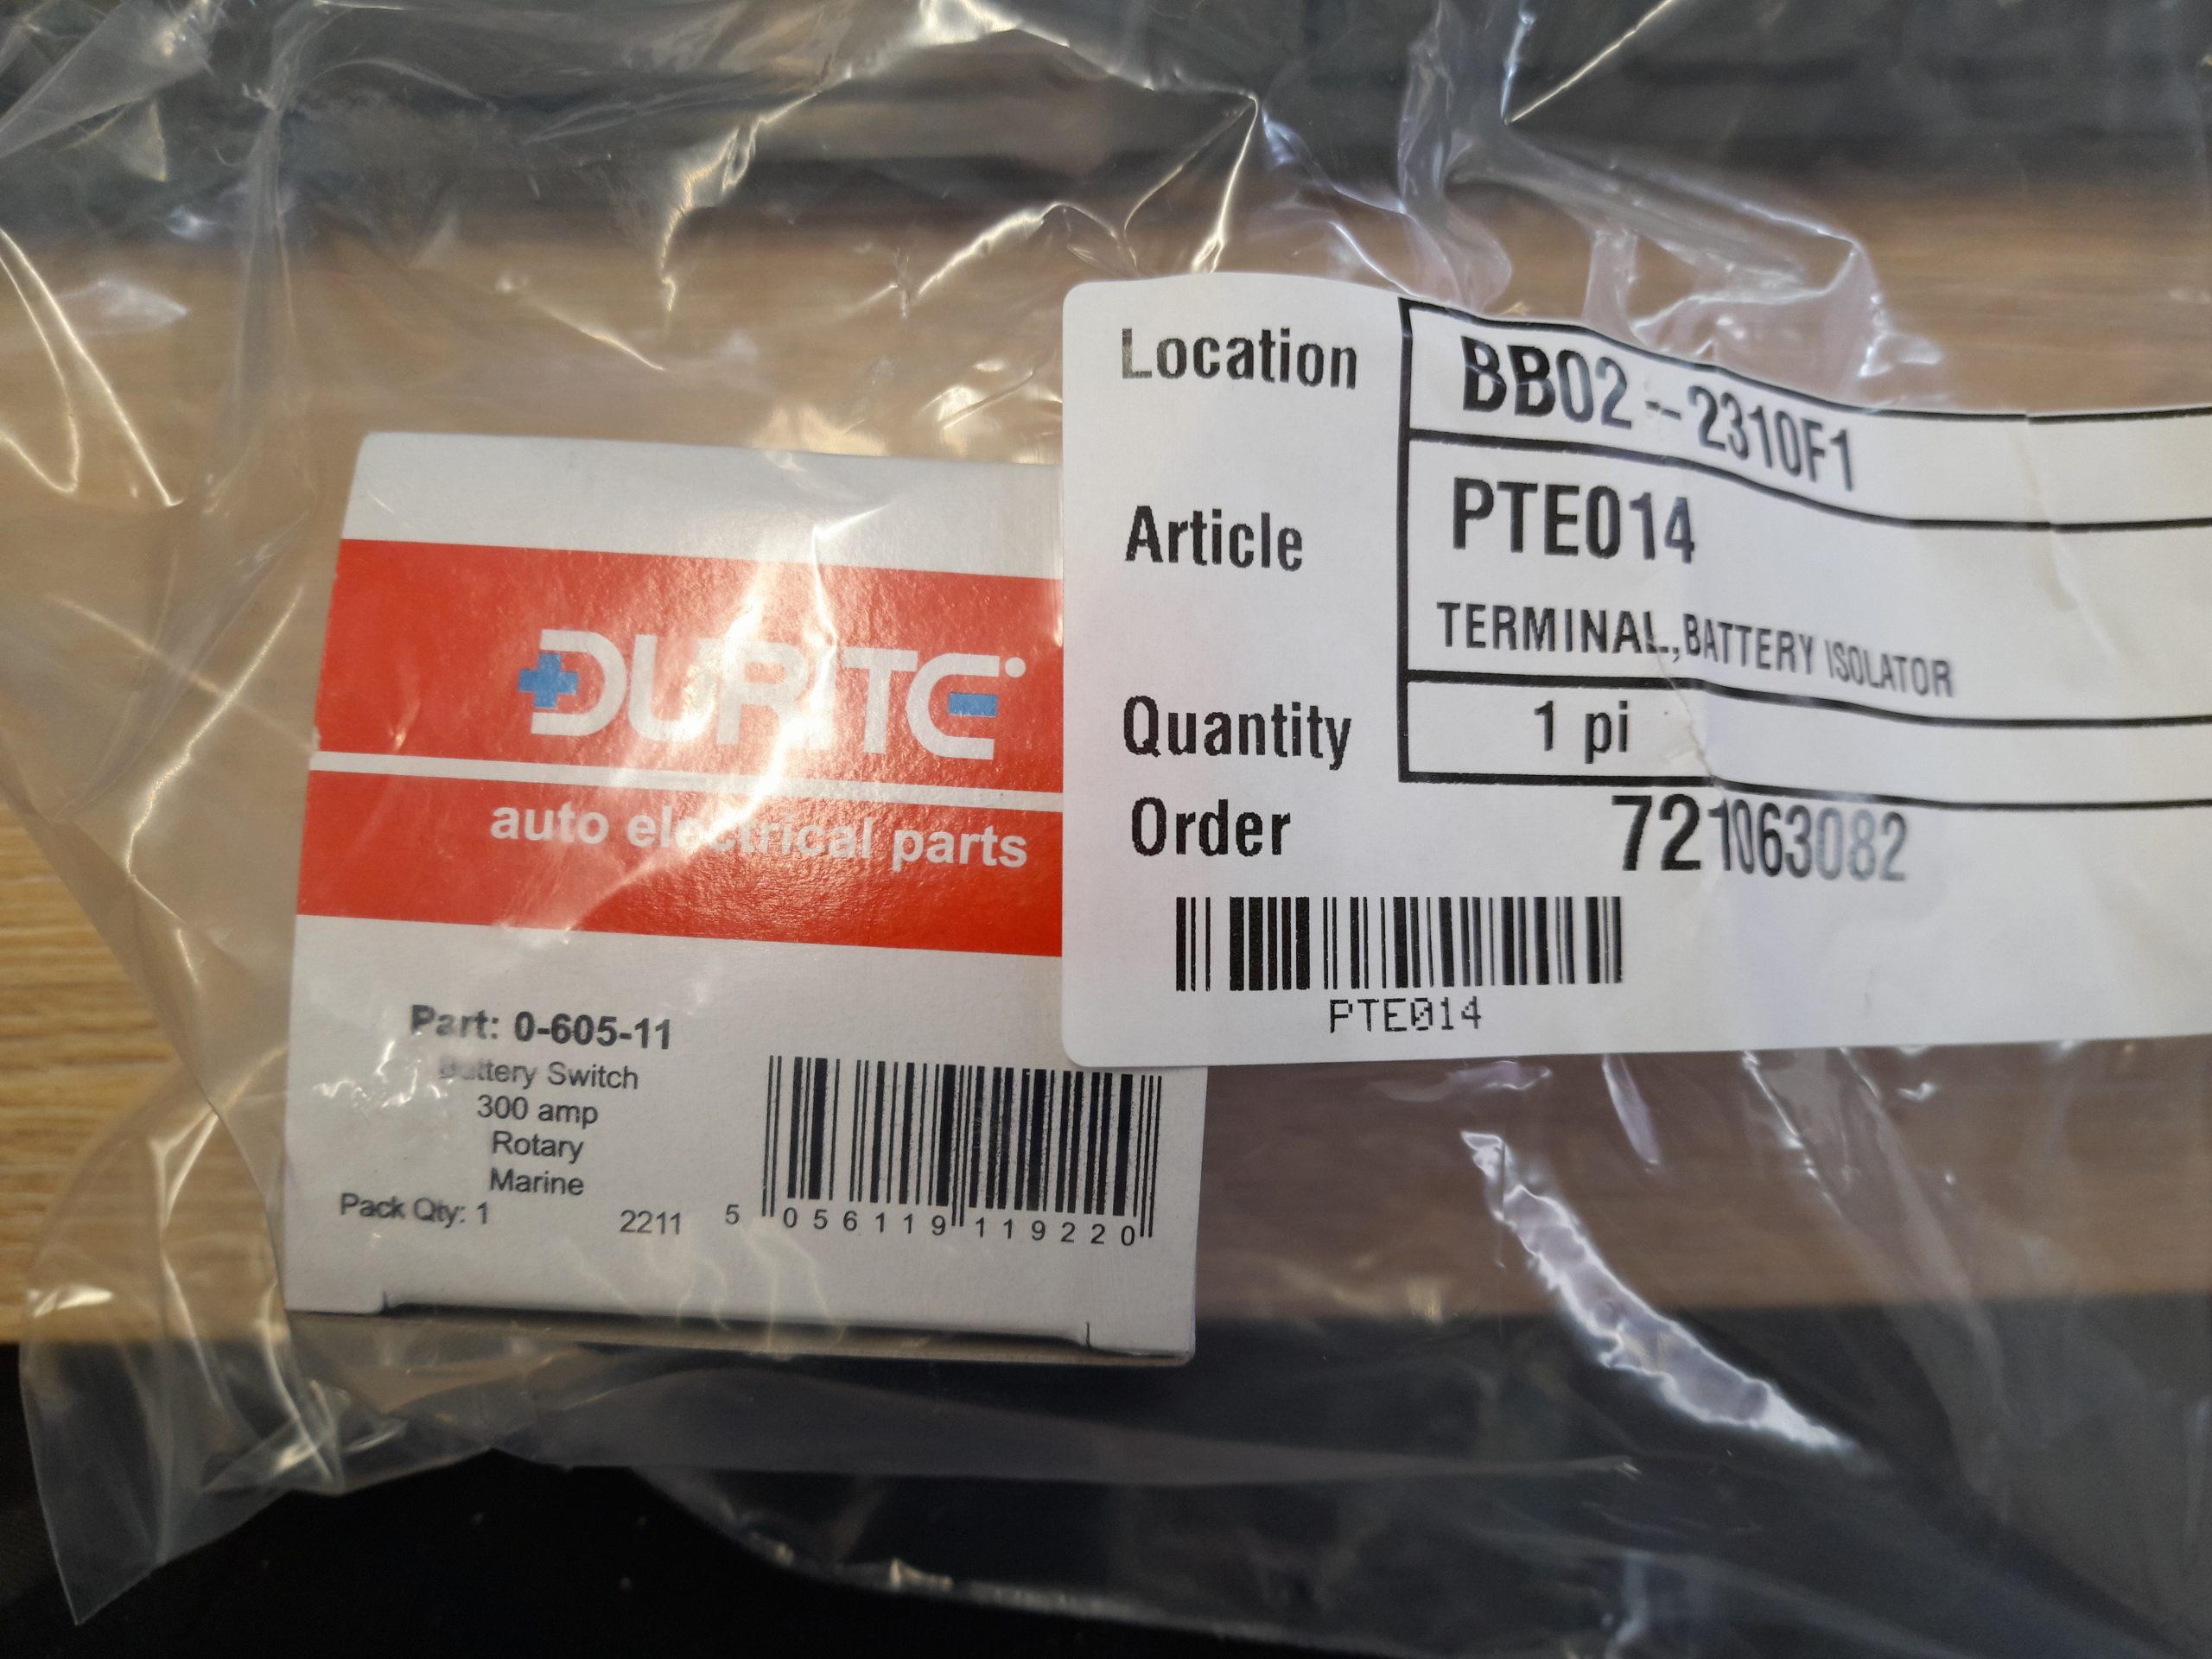 DURITE
auto electrical parts
Part: 0-605-11
Battery Switch
300 amp
Rotary
Marine
Pack Qty: 1
2211
5 056119 119220
Location BB02--2310F1
Article PTE014
TERMINAL,BATTERY ISOLATOR
Quantity 1 pi
Order 721063082
PTE014